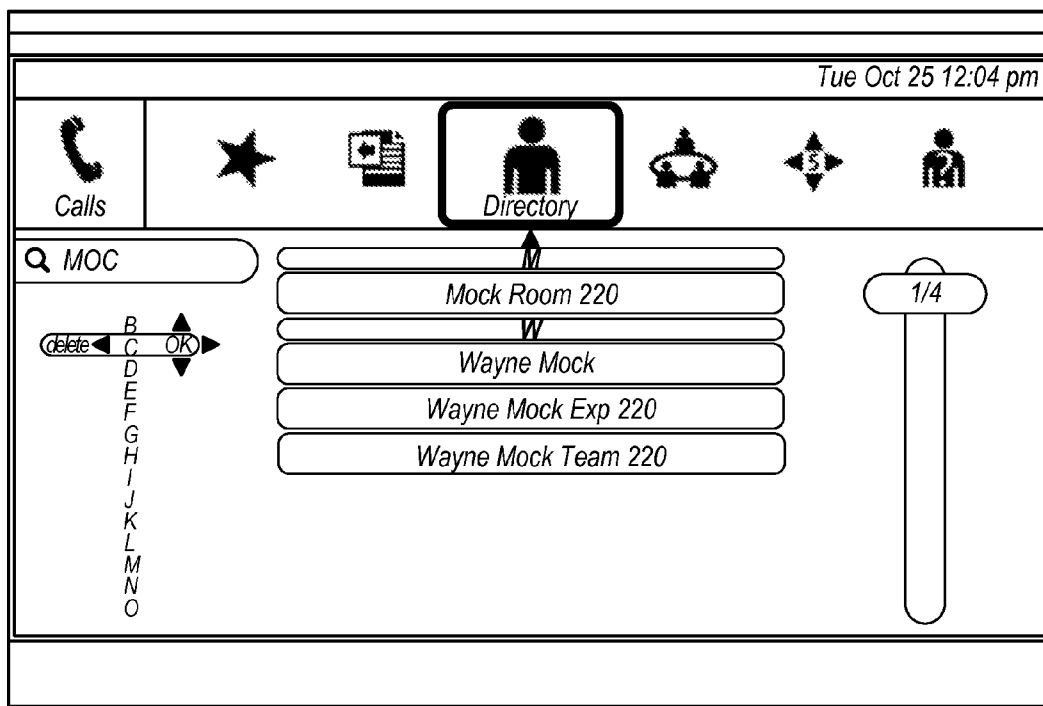 Tue Oct 25 12:04 pm
Calls
Directory
S
MOC
M
Mock Room 220
W
Wayne Mock
Wayne Mock Exp 220
Wayne Mock Team 220
1/4
B
delete C OK
D
E
F
G
H
I
J
K
L
M
N
O